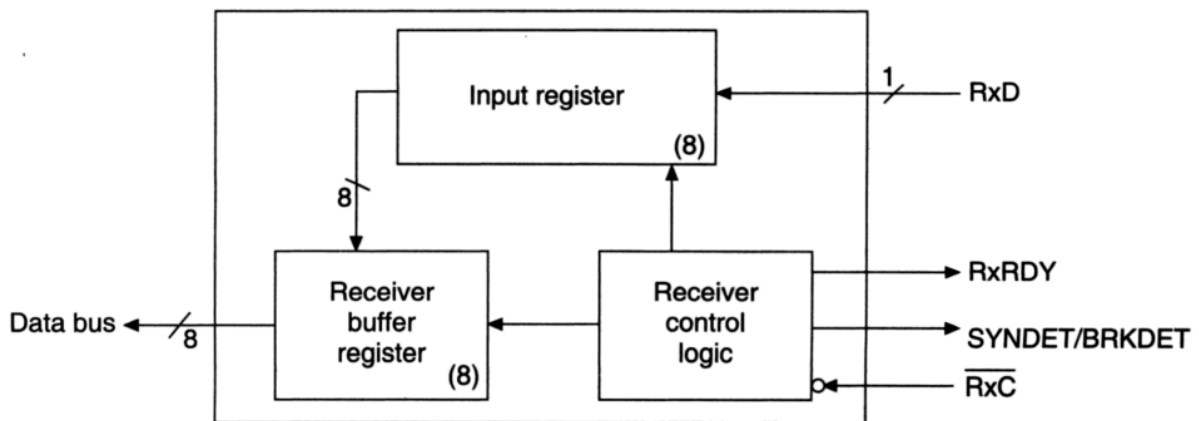 Input register
(8)
1
RxD
8
Receiver
buffer
register
(8)
Receiver
control
logic
RxRDY
SYNDET/BRKDET
R̅x̅C̅
Data bus
8